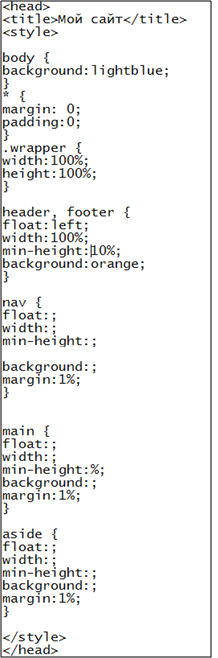 <head>
<title>Мой сайт</title>
<style>
body {
background:lightblue;
}
* {
margin: 0;
padding:0;
}
.wrapper {
width:100%;
height:100%;
}
header, footer {
float:left;
width:100%;
min-height:10%;
background:orange;
}
nav {
float:;
width:;
min-height:;
background:;
margin:1%;
}
main {
float:;
width:;
min-height:%;
background:;
margin:1%;
}
aside {
float:;
width:;
min-height:;
background:;
margin:1%;
}
</style>
</head>